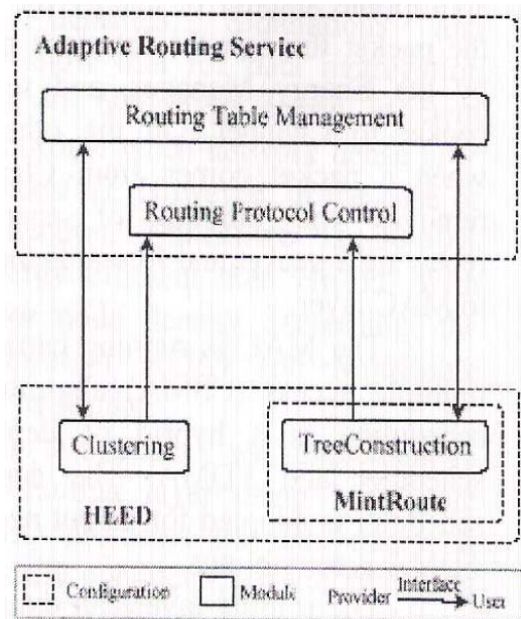 Adaptive Routing Service
Routing Table Management
Routing Protocol Control
Clustering
TreeConstruction
HEED
MintRoute
Configuration
Module
Provider Interface User